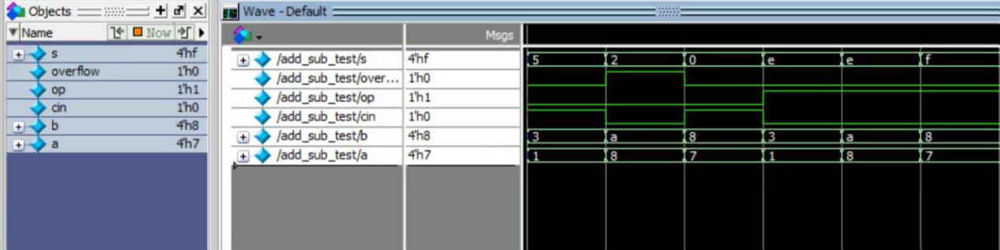 Objects
Name Now
s 4'hf
overflow 1'h0
op 1'h1
cin 1'h0
b 4'h8
a 4'h7
Wave - Default
Msgs
/add_sub_test/s 4'hf 5 2 0 e e f
/add_sub_test/over... 1'h0
/add_sub_test/op 1'h1
/add_sub_test/cin 1'h0
/add_sub_test/b 4'h8 3 a 8 3 a 8
/add_sub_test/a 4'h7 1 8 7 1 8 7